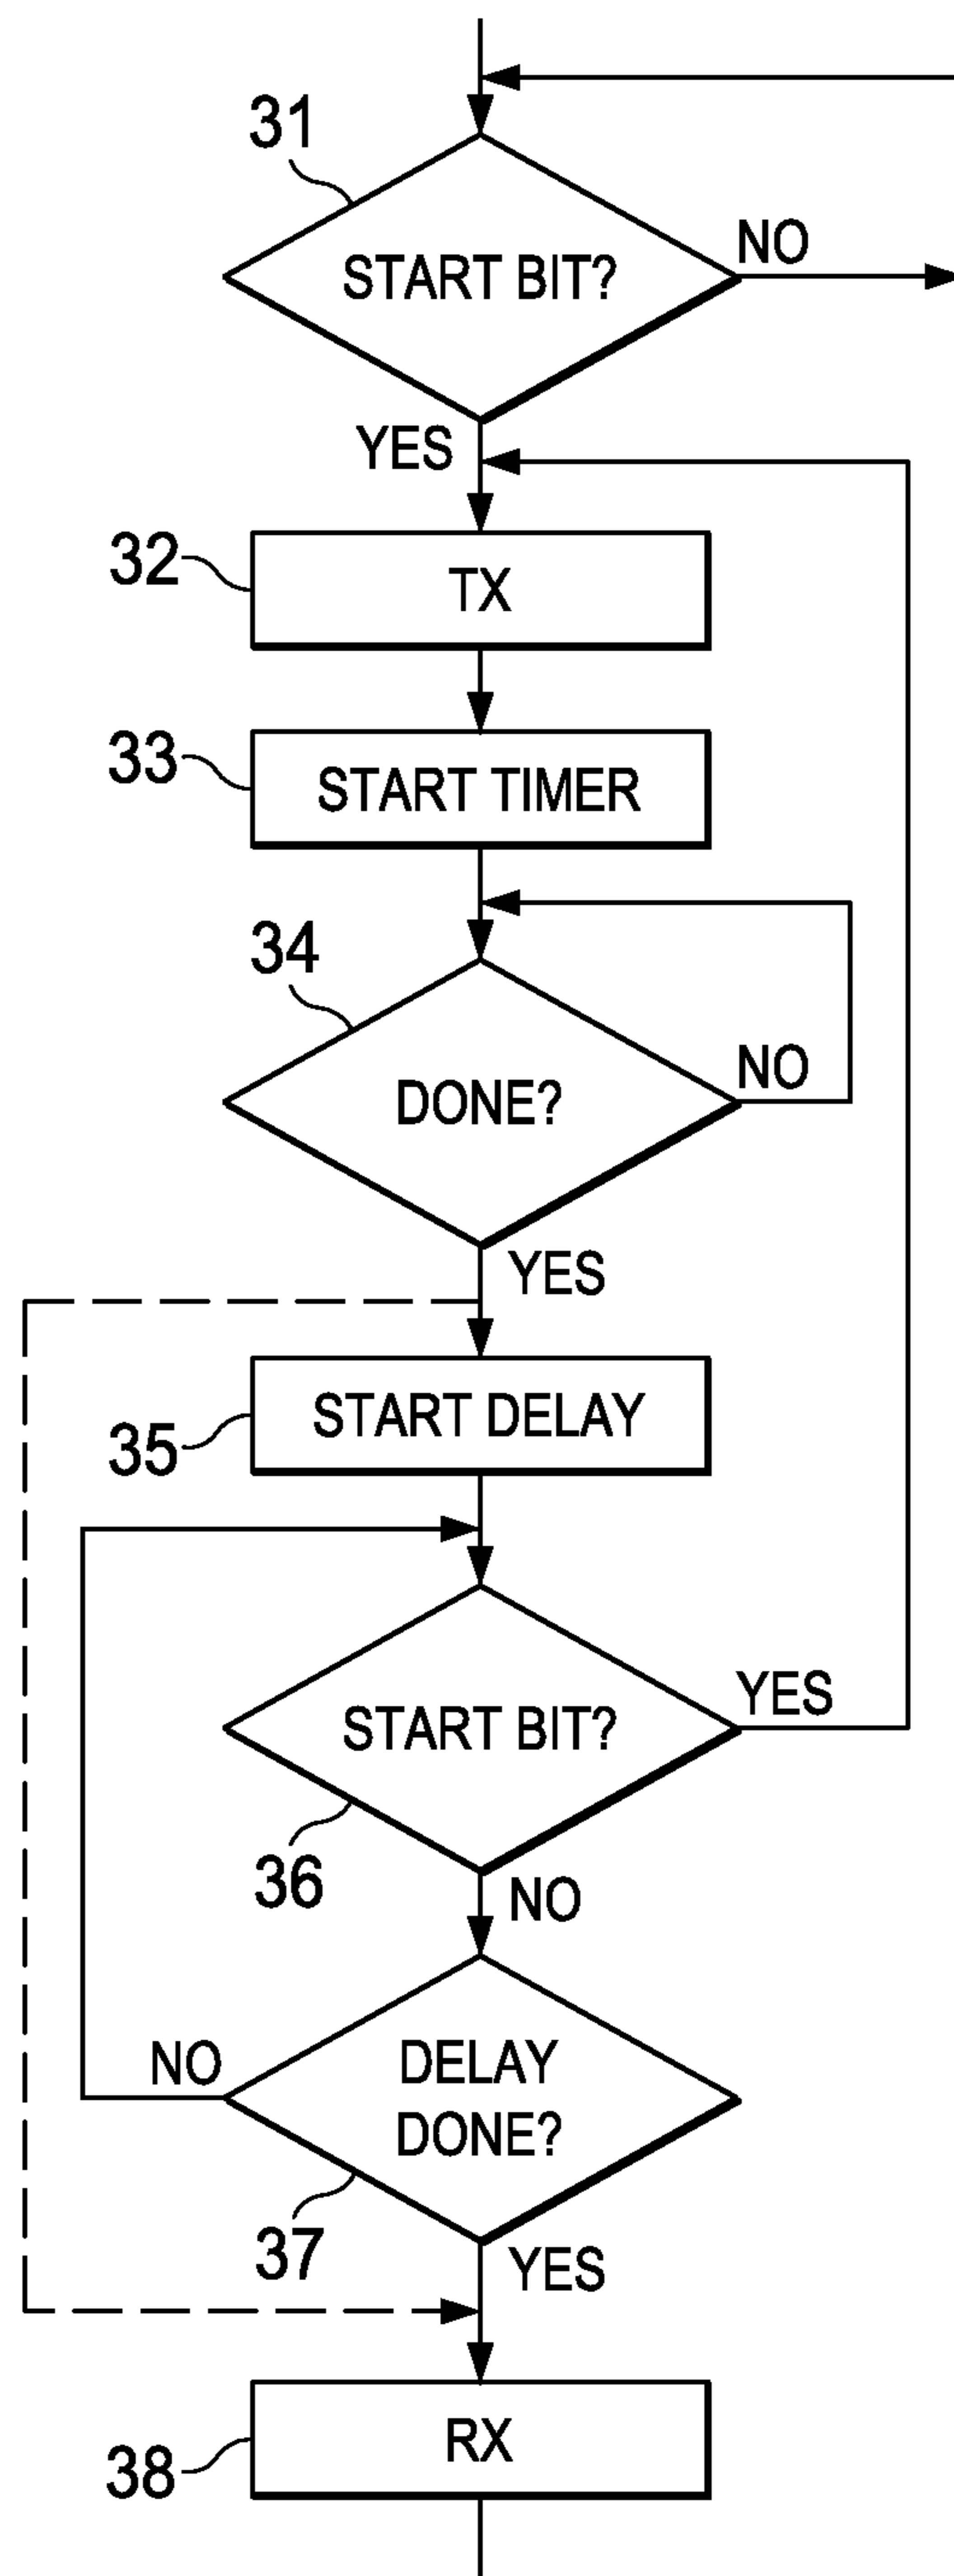 31
START BIT?
NO
YES
32
TX
33
START TIMER
34
DONE?
NO
YES
35
START DELAY
START BIT?
YES
36
NO
DELAY
DONE?
NO
37
YES
RX
38